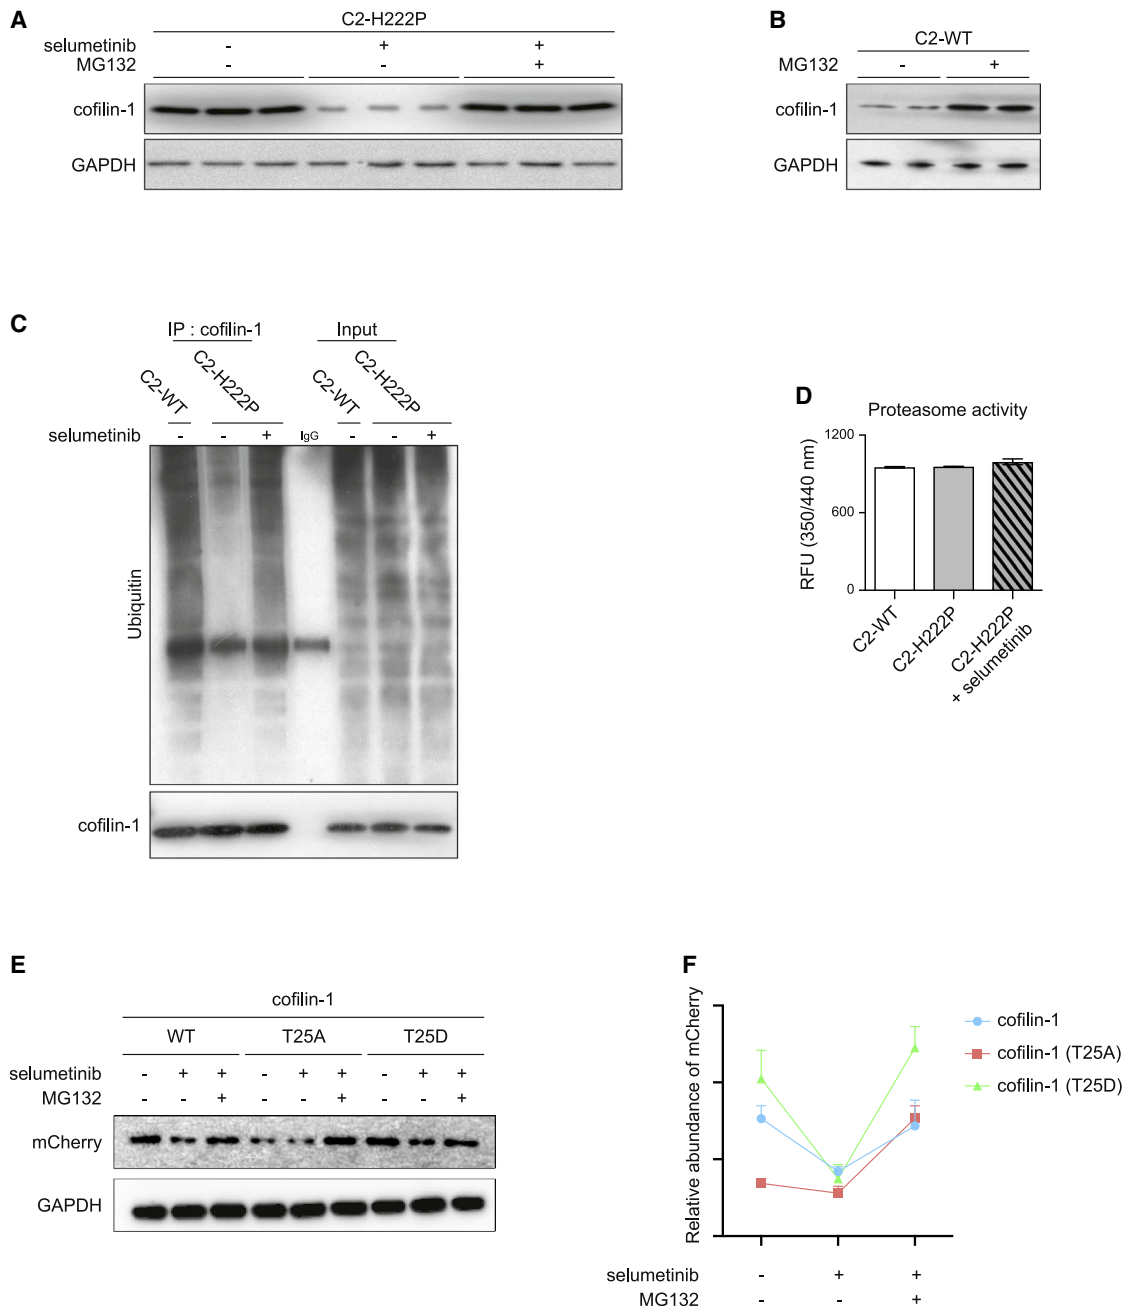 A
C2-H222P
selumetinib - + +
MG132 - - +
cofilin-1
GAPDH
B
C2-WT
MG132 - +
cofilin-1
GAPDH
C
IP : cofilin-1 Input
C2-WT C2-H222P C2-WT C2-H222P
selumetinib - - + IgG - - +
Ubiquitin
cofilin-1
D
Proteasome activity
RFU (350/440 nm)
1200
600
0
C2-WT
C2-H222P
C2-H222P
+ selumetinib
E
cofilin-1
WT T25A T25D
selumetinib - + + - + + - + +
MG132 - - + - - + - - +
mCherry
GAPDH
F
Relative abundance of mCherry
cofilin-1
cofilin-1 (T25A)
cofilin-1 (T25D)
selumetinib - + +
MG132 - - +